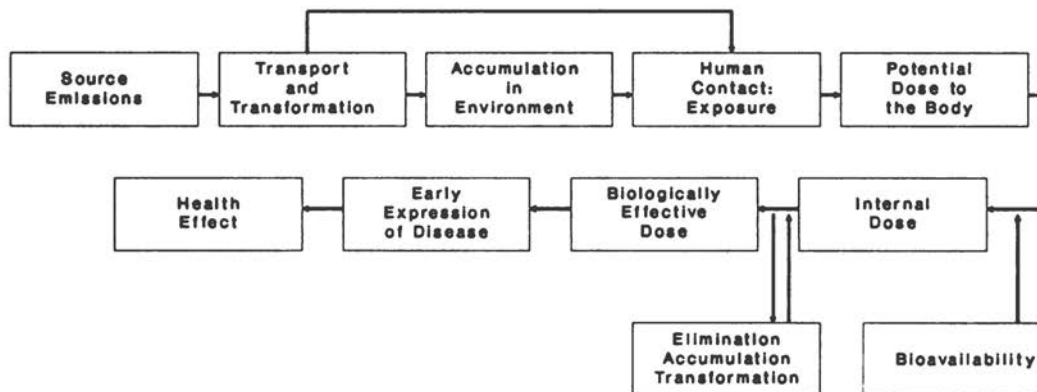 Source
Emissions
Transport
and
Transformation
Accumulation
in
Environment
Human
Contact:
Exposure
Potential
Dose to
the Body
Health
Effect
Early
Expression
of Disease
Biologically
Effective
Dose
Internal
Dose
Elimination
Accumulation
Transformation
Bioavailability